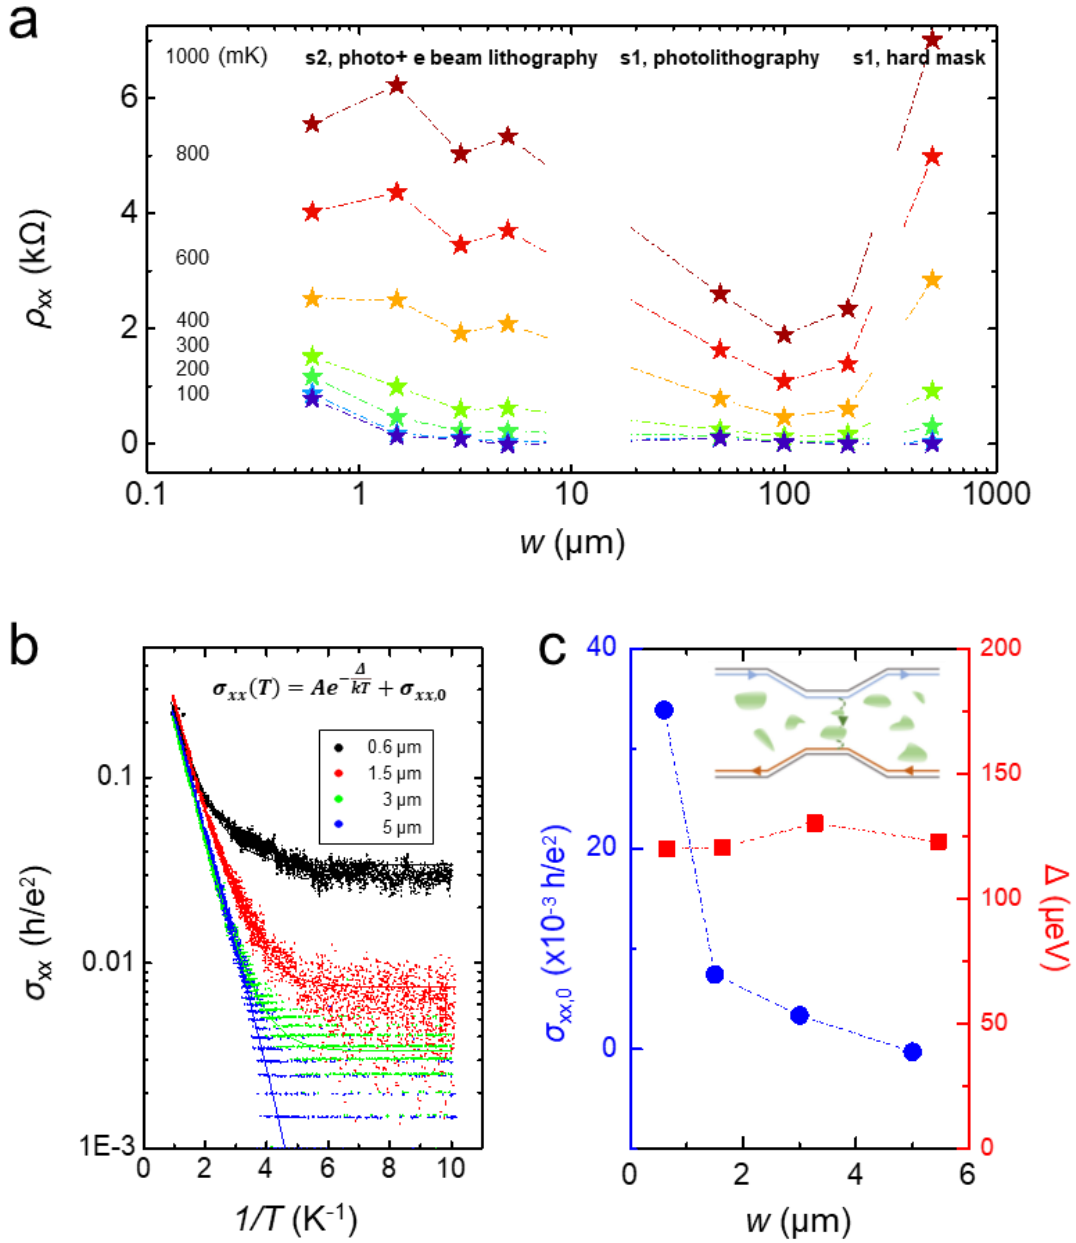 a
1000 (mK)
s2, photo+ e beam lithography
s1, photolithography
s1, hard mask
6
800
4
600
400
2
300
200
100
0
ρxx (kΩ)
0.1
1
10
100
1000
w (µm)
b
σxx(T) = Ae^-Δ/kT + σxx,0
0.6 µm
1.5 µm
3 µm
5 µm
0.1
0.01
1E-3
σxx (h/e²)
0
2
4
6
8
10
1/T (K⁻¹)
c
40
20
0
σxx,0 (x10⁻³ h/e²)
200
150
100
50
0
Δ (µeV)
0
2
4
6
w (µm)